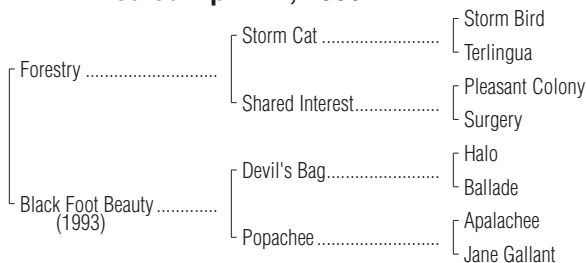 Storm Bird
Storm Cat
Terlingua
Forestry
Pleasant Colony
Shared Interest
Surgery
Halo
Devil's Bag
Ballade
Black Foot Beauty
(1993)
Apalachee
Popachee
Jane Gallant